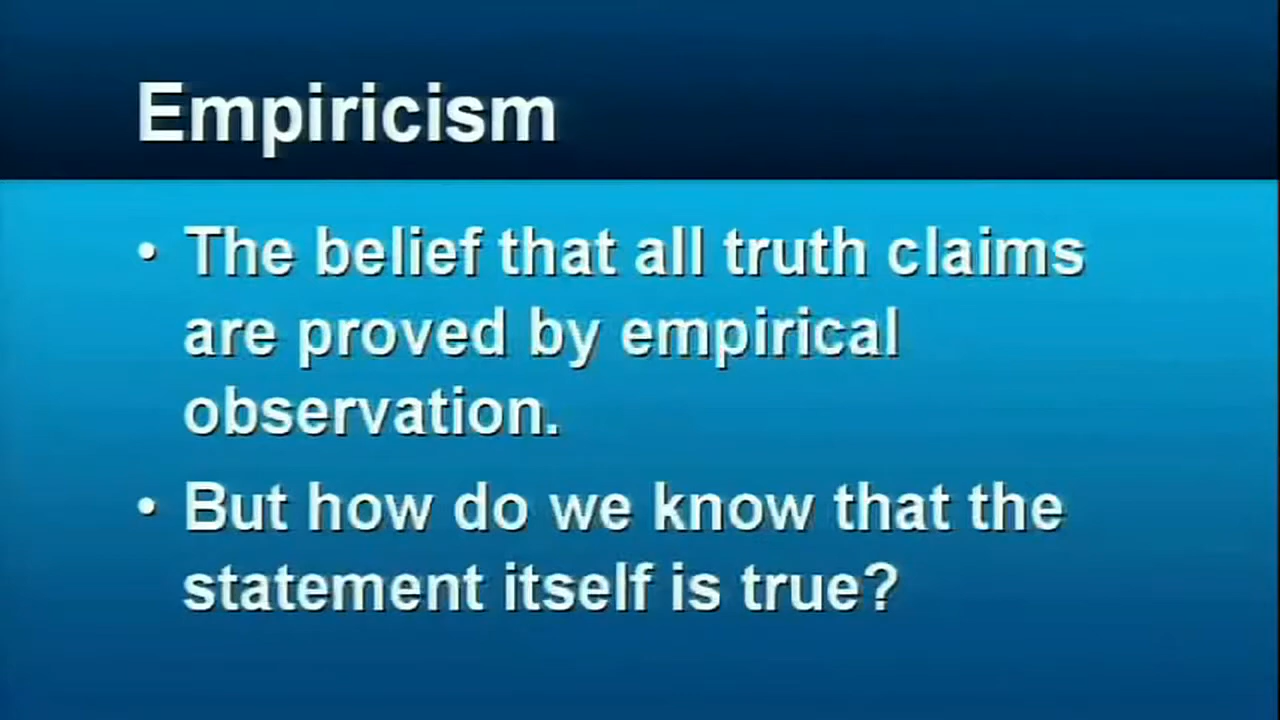 Empiricism
• The belief that all truth claims
are proved by empirical
observation.
• But how do we know that the
statement itself is true?